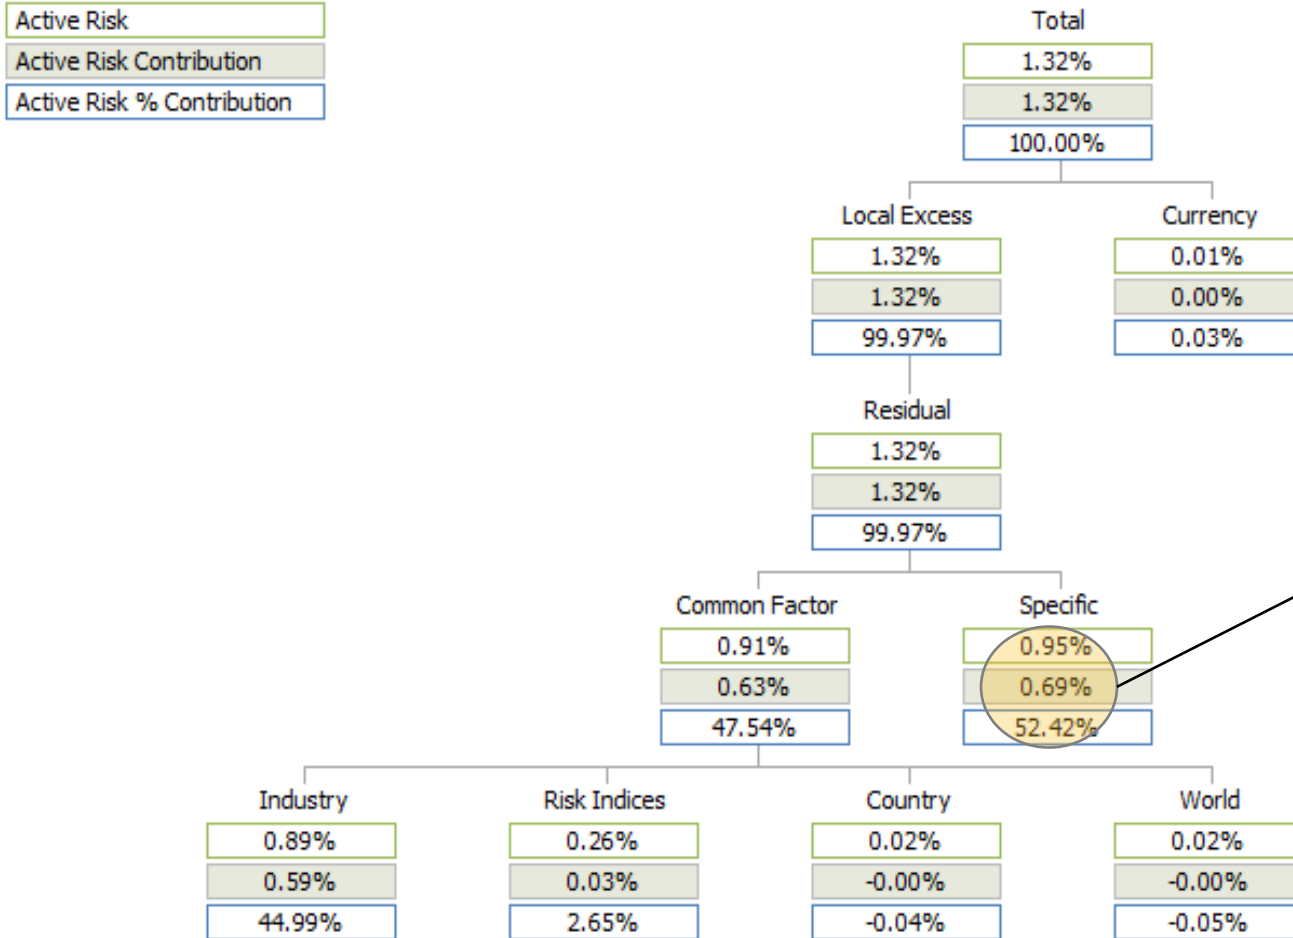 Active Risk
Active Risk Contribution
Active Risk % Contribution
Total
1.32%
1.32%
100.00%
Local Excess
1.32%
1.32%
99.97%
Currency
0.01%
0.00%
0.03%
Residual
1.32%
1.32%
99.97%
Common Factor
0.91%
0.63%
47.54%
Specific
0.95%
0.69%
52.42%
Industry
0.89%
0.59%
44.99%
Risk Indices
0.26%
0.03%
2.65%
Country
0.02%
-0.00%
-0.04%
World
0.02%
-0.00%
-0.05%